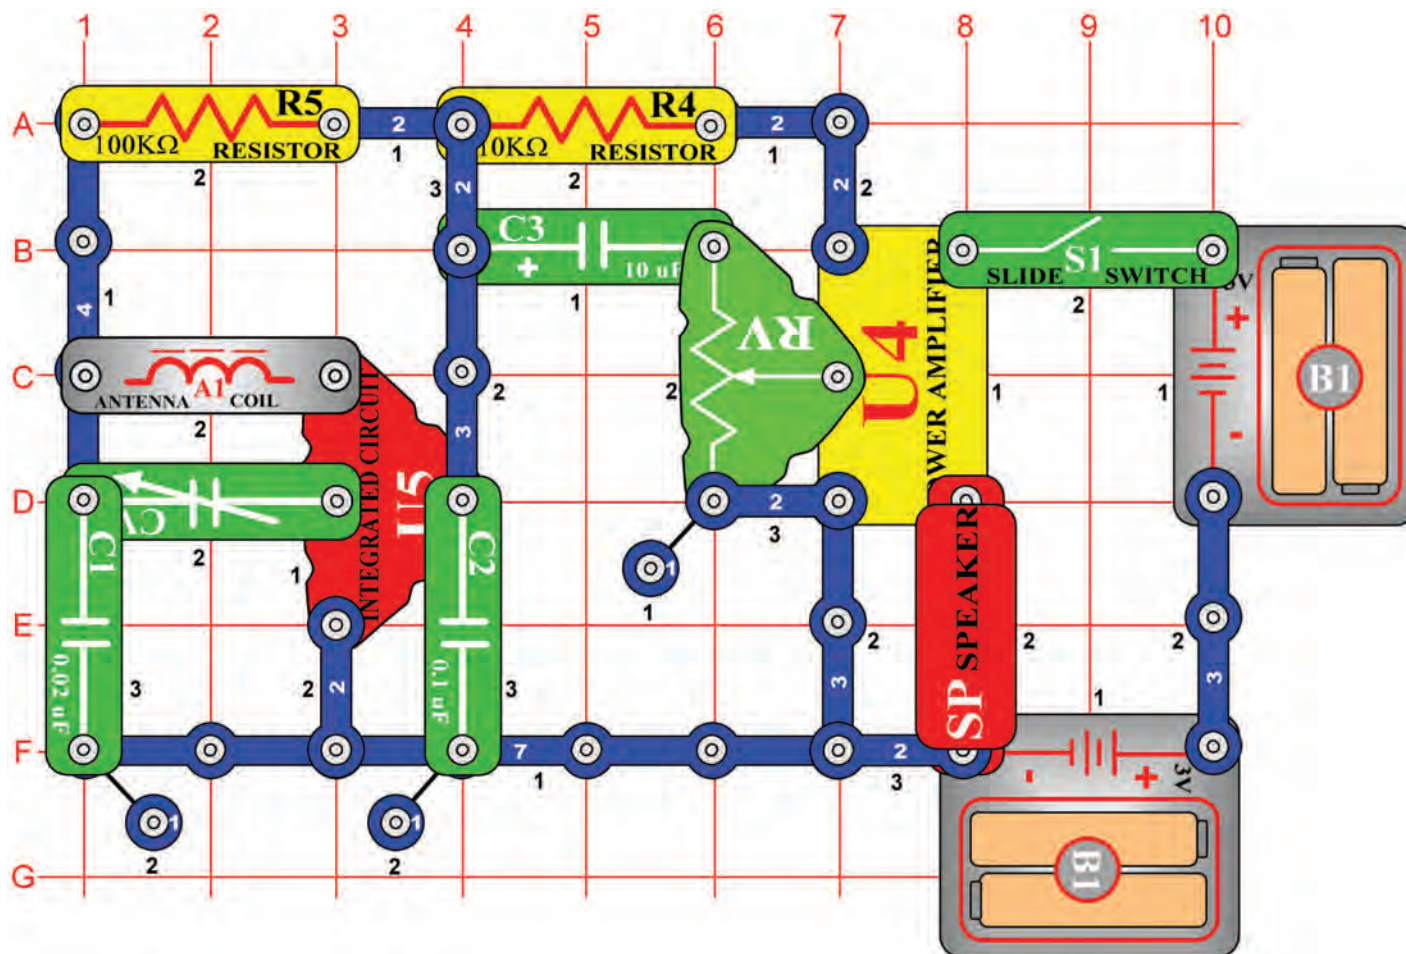 1 2 3 4 5 6 7 8 9 10
A
R5
100KΩ RESISTOR
2
2
1
R4
10KΩ RESISTOR
2
2
1
3 2
2 2
B
C3
+
10 uF
1
POWER AMPLIFIER
U4
S1
SLIDE SWITCH
2
3V
+
-
B1
4 1
C
A1
ANTENNA COIL
2
INTEGRATED CIRCUIT
U5
1
2
3
RV
2
1
1
D
CV
2
C1
0.02 uF
3
C2
0.1 uF
3
2
3
1
1
SP SPEAKER
2
E
2 2
3 2
2 3
F
7
1
2
3
1
- +
3V
B1
1
2
1
2
G